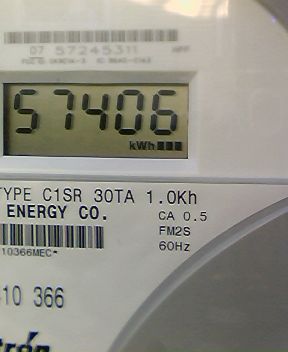 07 57245311
57406
kWh
TYPE C1SR 30TA 1.0Kh
ENERGY CO.
CA 0.5
FM2S
60Hz
10366MEC*
10 366
trón